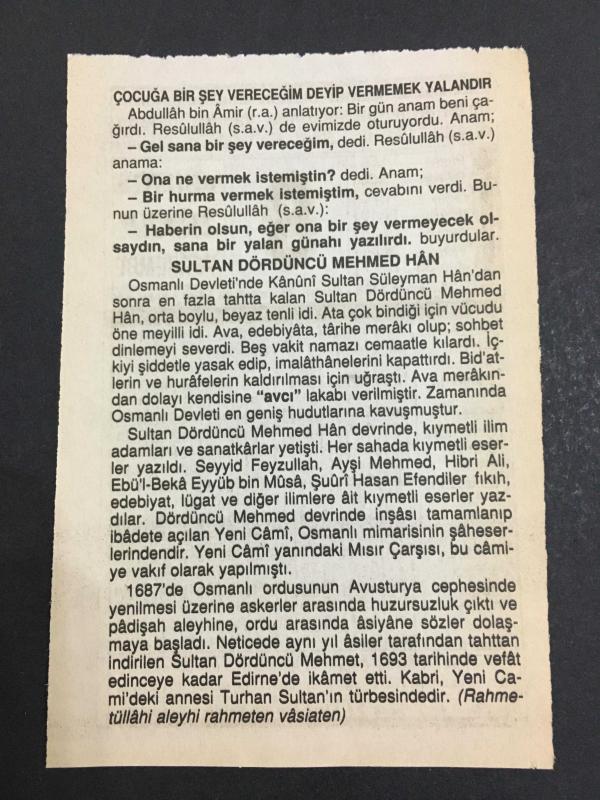 ÇOCUĞA BİR ŞEY VERECEĞİM DEYİP VERMEMEK YALANDIR
Abdullâh bin Âmir (r.a.) anlatıyor: Bir gün anam beni ça-
ğırdı. Resûlullâh (s.a.v.) de evimizde oturuyordu. Anam;
– Gel sana bir şey vereceğim, dedi. Resûlullâh (s.a.v.)
anama:
– Ona ne vermek istemiştin? dedi. Anam;
– Bir hurma vermek istemiştim, cevabını verdi. Bu-
nun üzerine Resûlullâh (s.a.v.):
– Haberin olsun, eğer ona bir şey vermeyecek ol-
saydın, sana bir yalan günahı yazılırdı. buyurdular.
SULTAN DÖRDÜNCÜ MEHMED HÂN
Osmanlı Devleti'nde Kânûnî Sultan Süleyman Hân'dan
sonra en fazla tahtta kalan Sultan Dördüncü Mehmed
Hân, orta boylu, beyaz tenli idi. Ata çok bindiği için vücudu
öne meyilli idi. Ava, edebiyâta, târihe merâkı olup; sohbet
dinlemeyi severdi. Beş vakit namazı cemaatle kılardı. İç-
kiyi şiddetle yasak edip, imalâthânelerini kapattırdı. Bid'at-
lerin ve hurâfelerin kaldırılması için uğraştı. Ava merâkın-
dan dolayı kendisine "avcı" lakabı verilmiştir. Zamanında
Osmanlı Devleti en geniş hudutlarına kavuşmuştur.
Sultan Dördüncü Mehmed Hân devrinde, kıymetli ilim
adamları ve sanatkârlar yetişti. Her sahada kıymetli eser-
ler yazıldı. Seyyid Feyzullah, Ayşi Mehmed, Hibri Ali,
Ebü'l-Bekâ Eyyüb bin Mûsâ, Şuûrî Hasan Efendiler fıkıh,
edebiyat, lügat ve diğer ilimlere âit kıymetli eserler yaz-
dılar. Dördüncü Mehmed devrinde inşâsı tamamlanıp
ibâdete açılan Yeni Câmî, Osmanlı mimarisinin şâheser-
lerindendir. Yeni Câmî yanındaki Mısır Çarşısı, bu câmi-
ye vakıf olarak yapılmıştı.
1687'de Osmanlı ordusunun Avusturya cephesinde
yenilmesi üzerine askerler arasında huzursuzluk çıktı ve
pâdişah aleyhine, ordu arasında âsiyâne sözler dolaş-
maya başladı. Neticede aynı yıl âsiler tarafından tahttan
indirilen Sultan Dördüncü Mehmet, 1693 tarihinde vefât
edinceye kadar Edirne'de ikâmet etti. Kabri, Yeni Ca-
mi'deki annesi Turhan Sultan'ın türbesindedir. (Rahme-
tüllâhi aleyhi rahmeten vâsiaten)